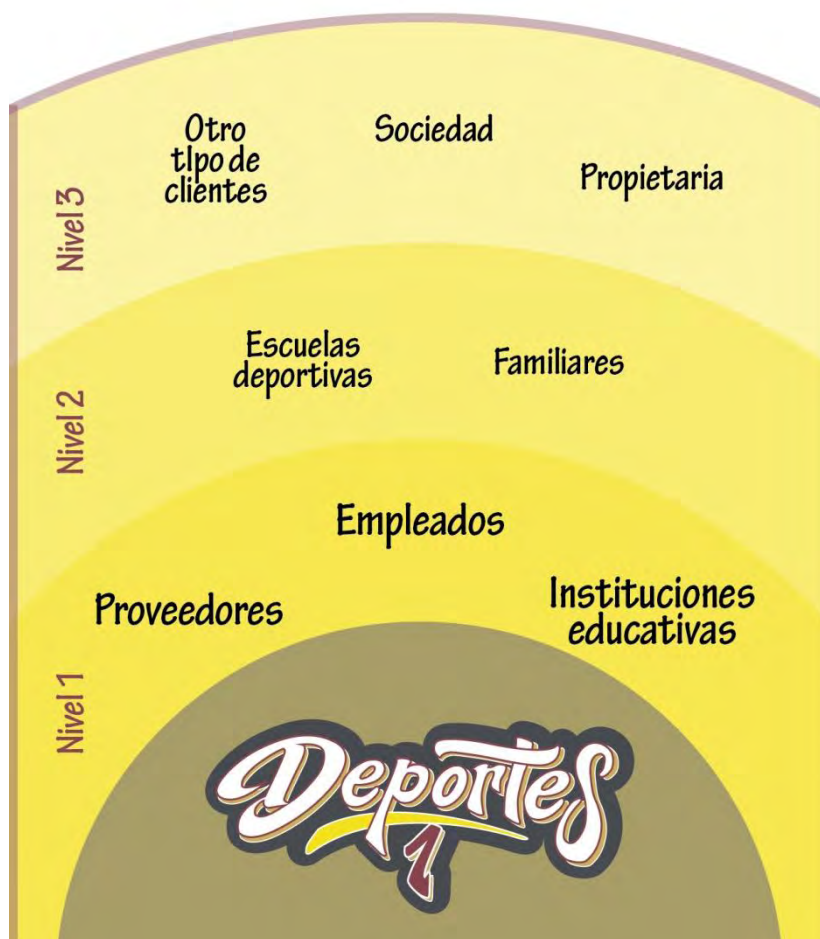 Otro
tipo de
clientes
Sociedad
Propietaria
Nivel 3
Escuelas
deportivas
Familiares
Nivel 2
Empleados
Proveedores
Instituciones
educativas
Nivel 1
Deportes
1